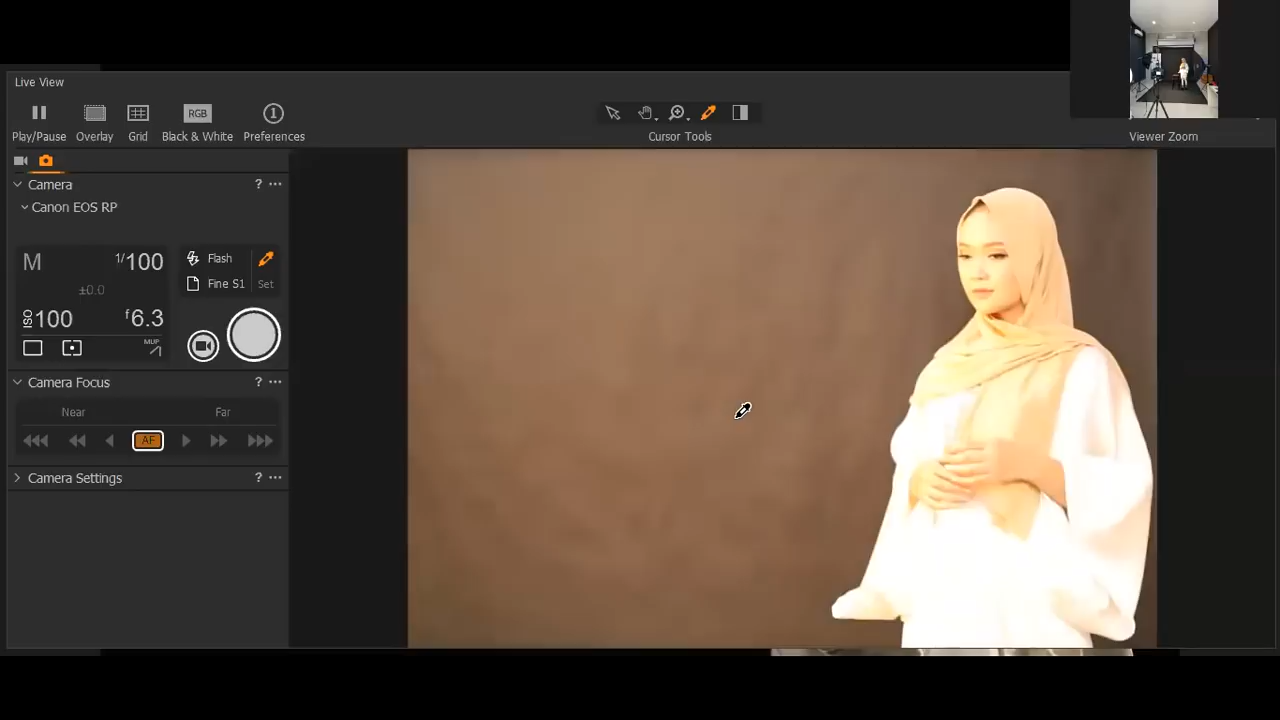 Live View
Play/Pause
Overlay
Grid
RGB
Black & White
Preferences
Cursor Tools
Viewer Zoom
Camera
? ...
Canon EOS RP
M
1/100
±0.0
ISO 100
f6.3
MUP
Flash
Fine S1
Set
Camera Focus
? ...
Near
Far
AF
Camera Settings
? ...